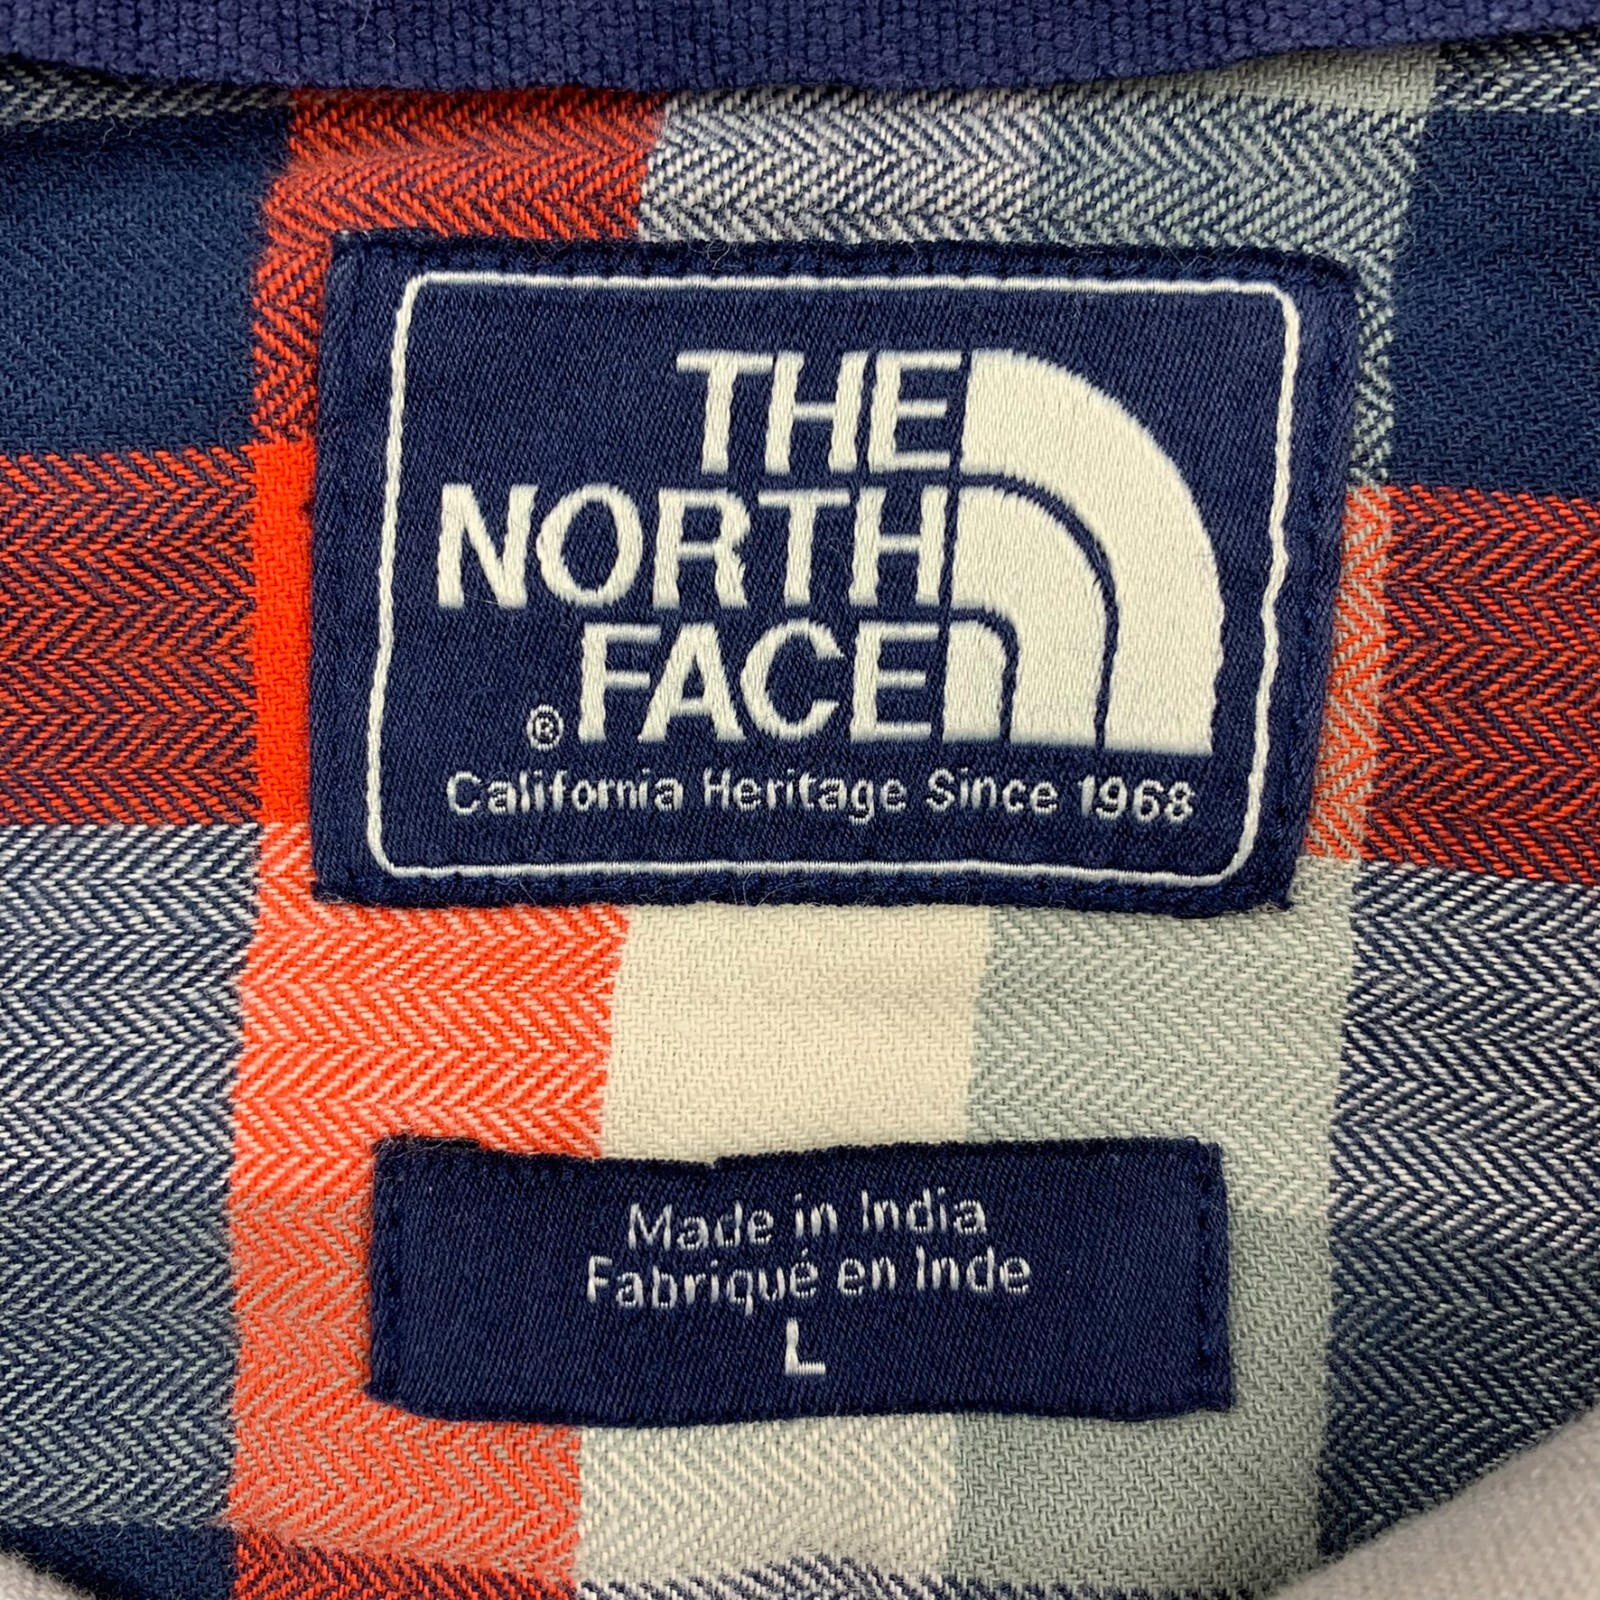 THE
NORTH
® FACE
California Heritage Since 1968
Made in India
Fabriqué en Inde
L